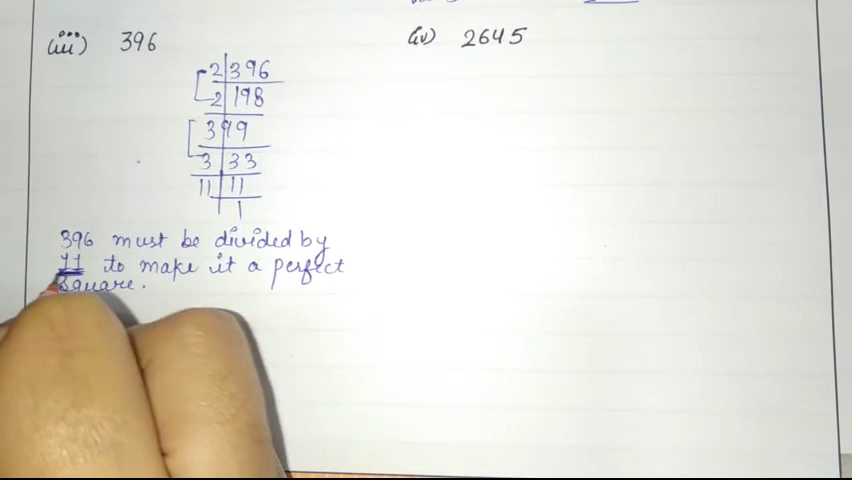 (iii) 396
2 396
2 198
3 99
3 33
11 11
1
396 must be divided by
11 to make it a perfect
square.
(iv) 2645